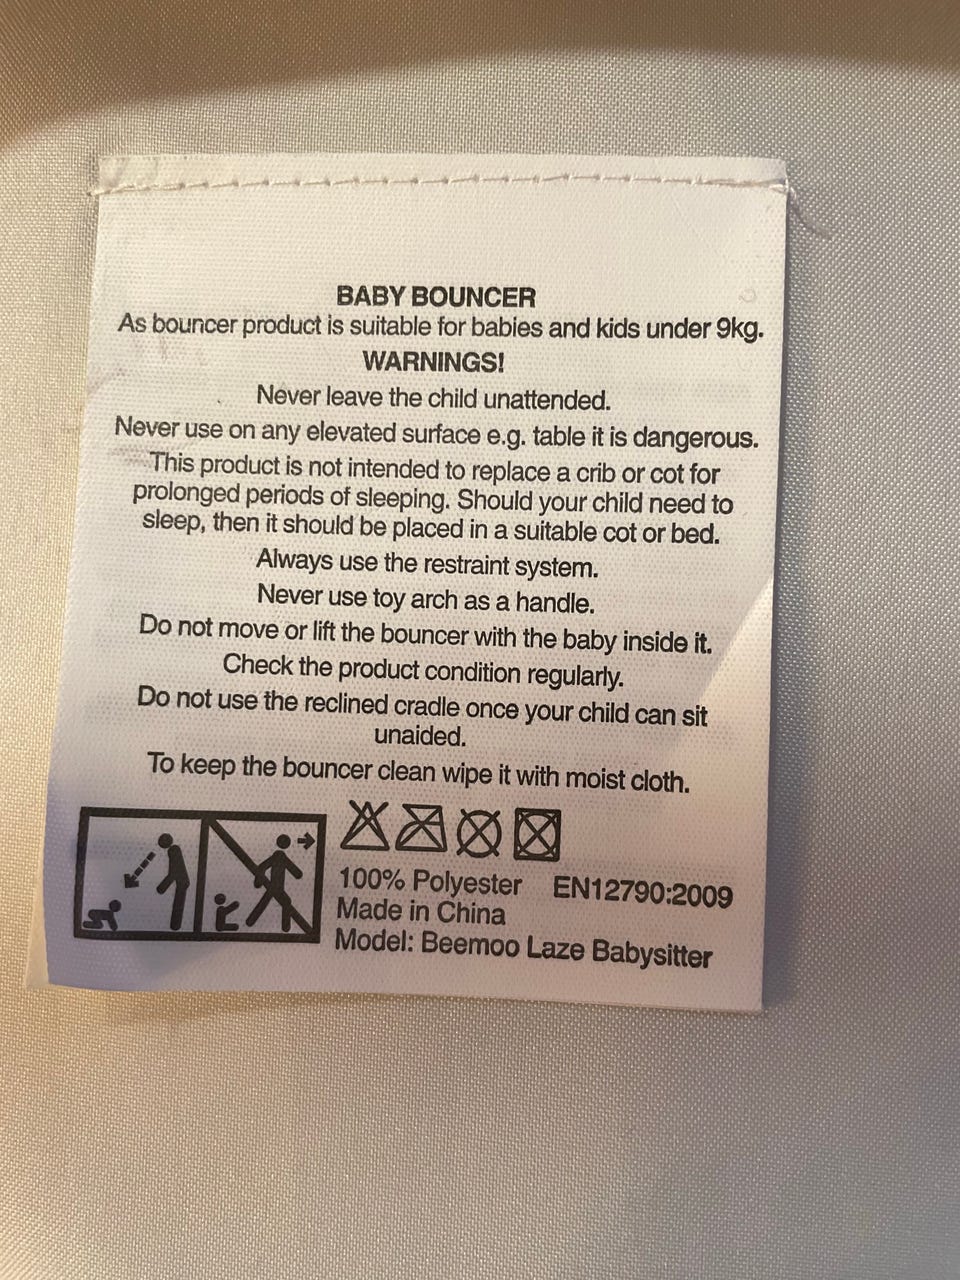 BABY BOUNCER
As bouncer product is suitable for babies and kids under 9kg.
WARNINGS!
Never leave the child unattended.
Never use on any elevated surface e.g. table it is dangerous.
This product is not intended to replace a crib or cot for
prolonged periods of sleeping. Should your child need to
sleep, then it should be placed in a suitable cot or bed.
Always use the restraint system.
Never use toy arch as a handle.
Do not move or lift the bouncer with the baby inside it.
Check the product condition regularly.
Do not use the reclined cradle once your child can sit
unaided.
To keep the bouncer clean wipe it with moist cloth.
100% Polyester EN12790:2009
Made in China
Model: Beemoo Laze Babysitter